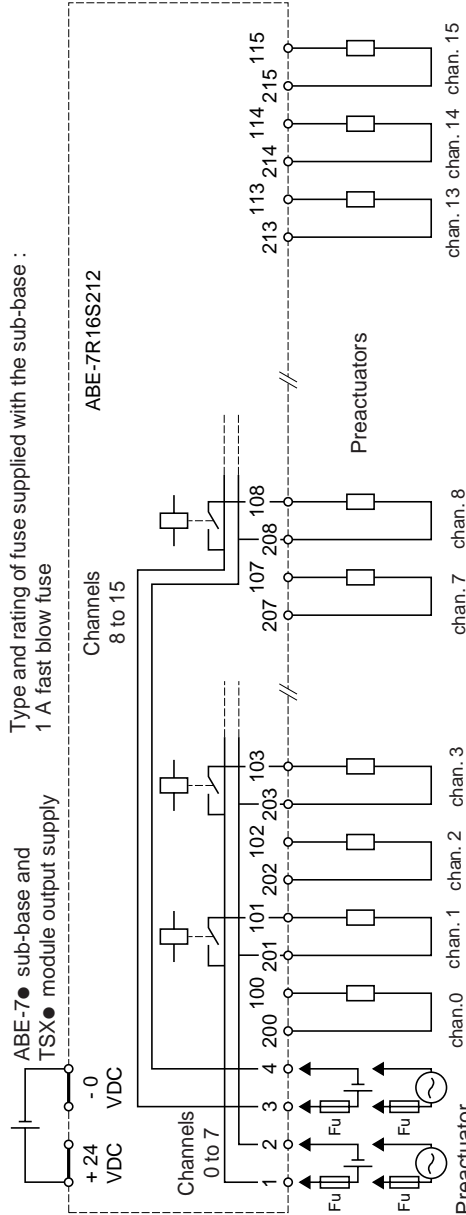 ABE-7● sub-base and
TSX● module output supply
Type and rating of fuse supplied with the sub-base :
1 A fast blow fuse
+ 24
VDC
- 0
VDC
ABE-7R16S212
Channels
0 to 7
Channels
8 to 15
1
2
3
4
200
100
201
101
202
102
203
103
207
107
208
108
213
113
214
114
215
115
Fu
Fu
Fu
Fu
Preactuators
chan.0
chan. 1
chan. 2
chan. 3
chan. 7
chan. 8
chan. 13
chan. 14
chan. 15
Preactuator